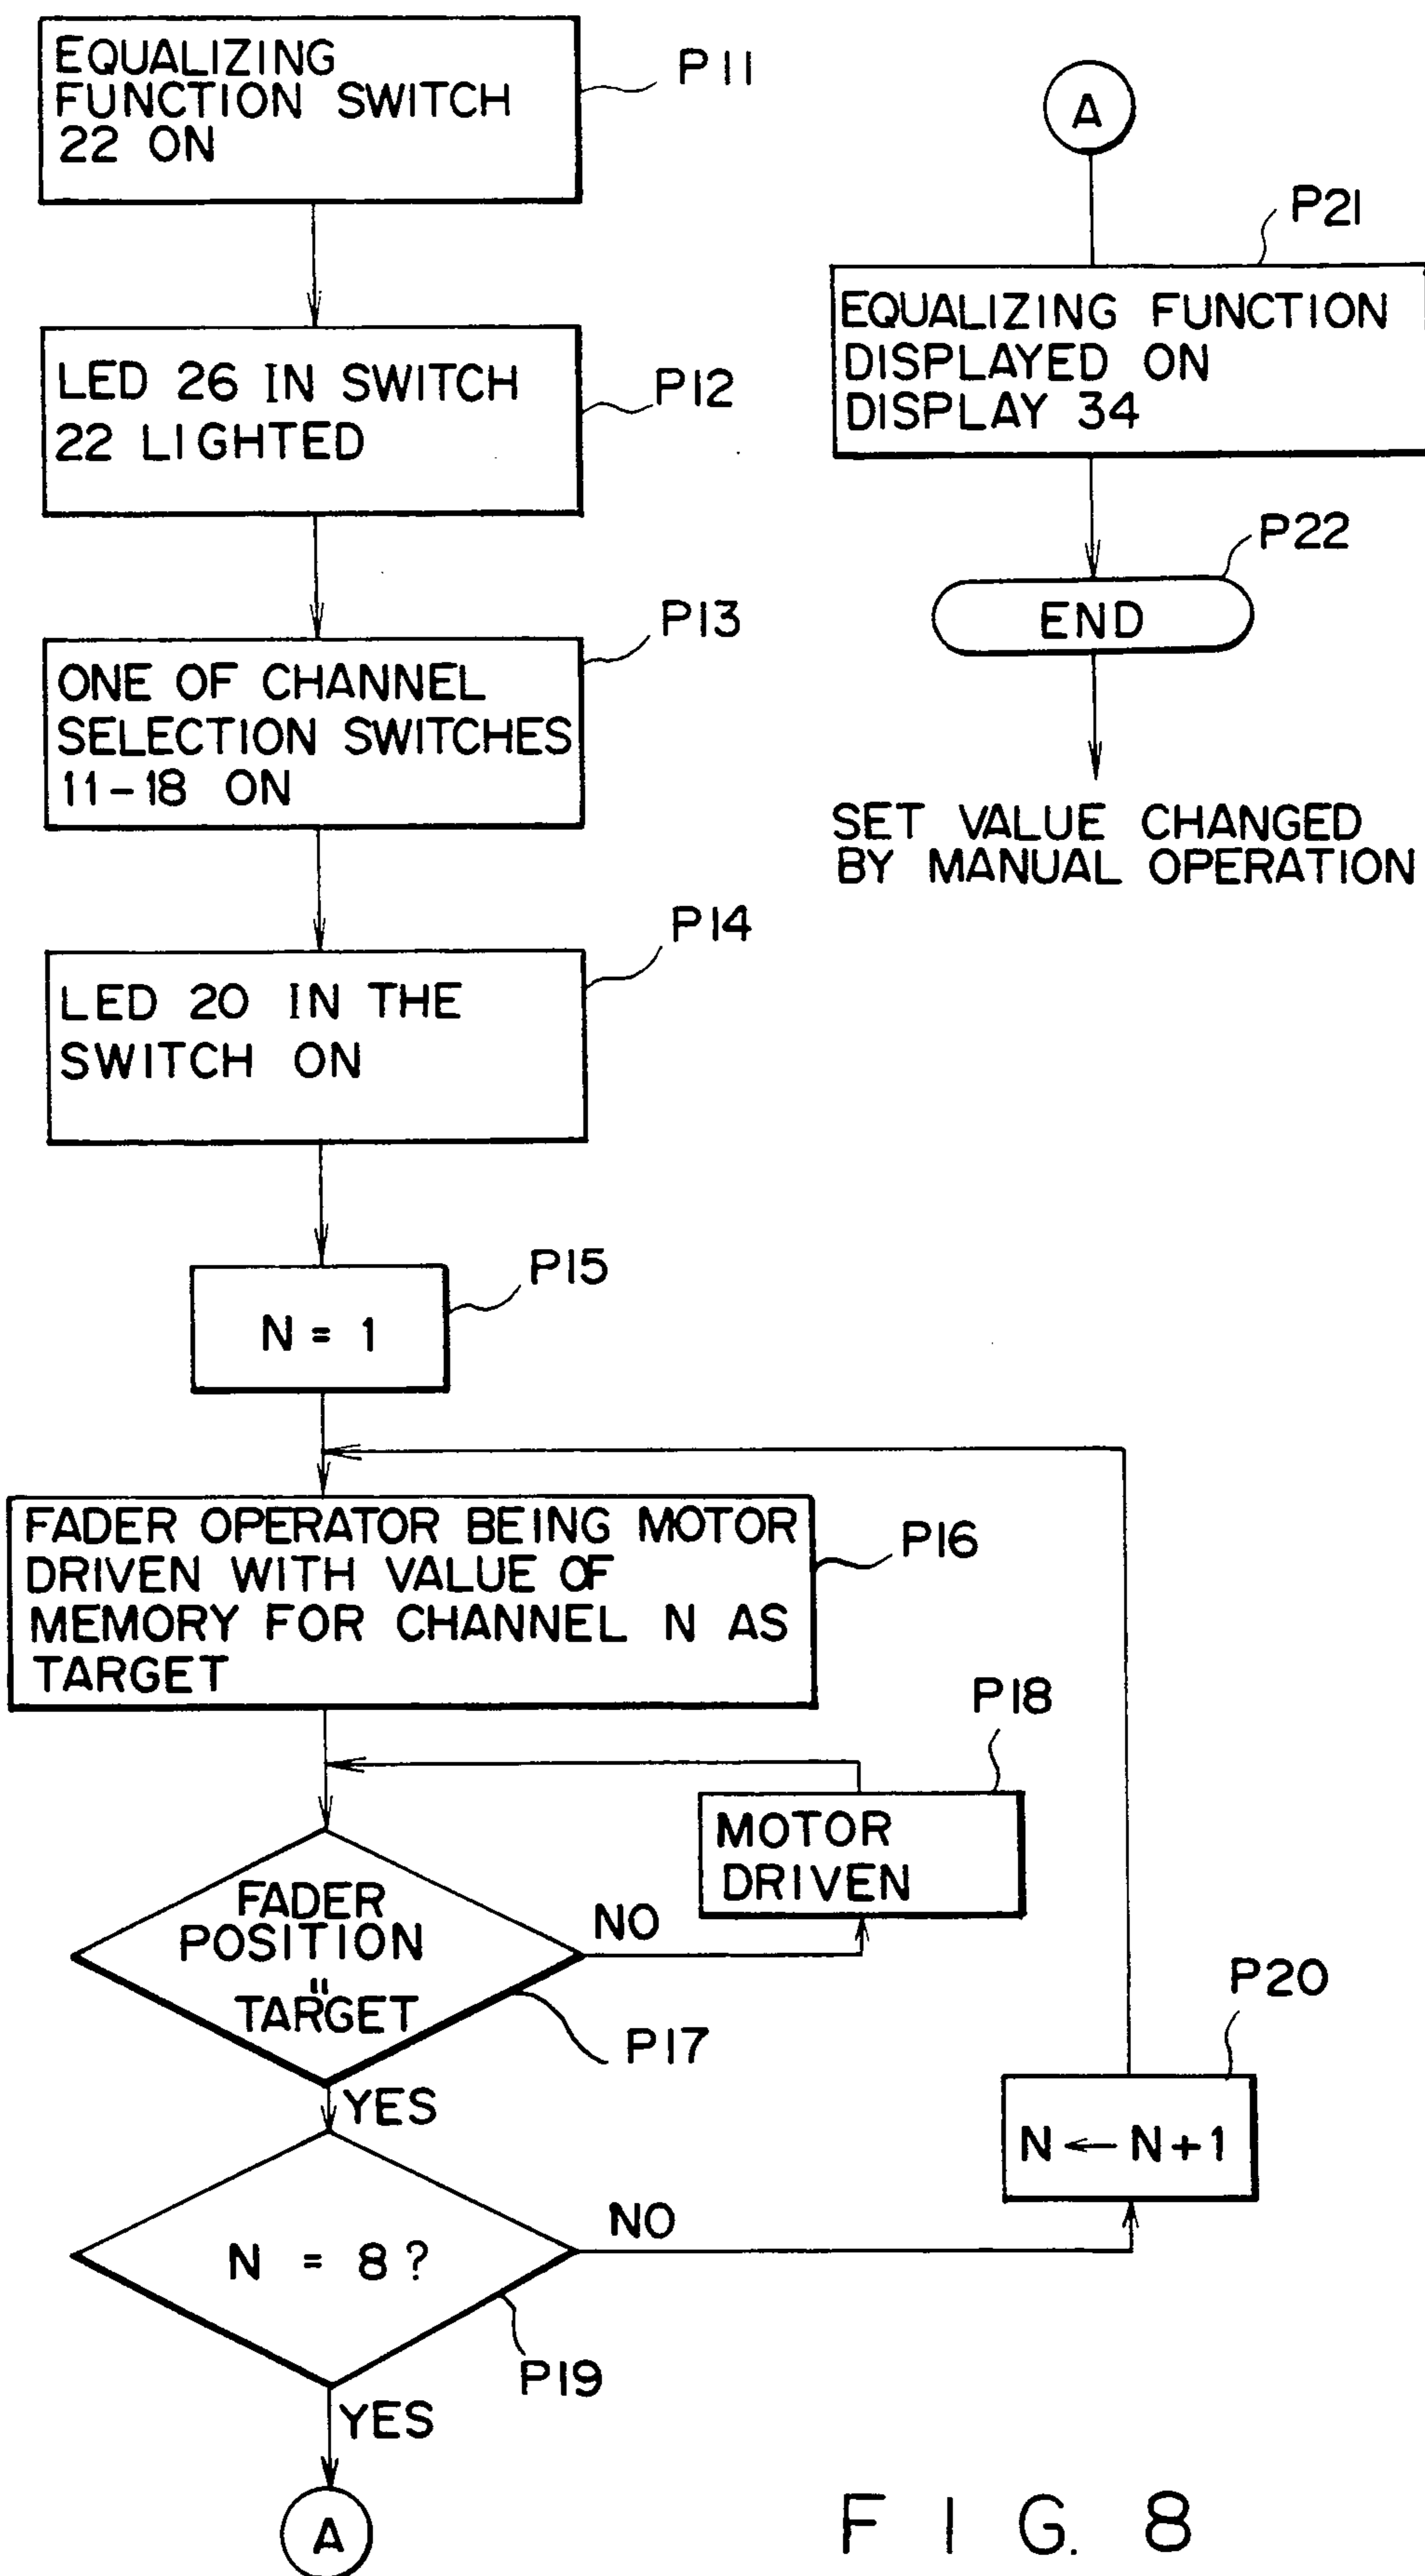 EQUALIZING
FUNCTION SWITCH
22 ON
P11
LED 26 IN SWITCH
22 LIGHTED
P12
ONE OF CHANNEL
SELECTION SWITCHES
11-18 ON
P13
LED 20 IN THE
SWITCH ON
P14
N = 1
P15
FADER OPERATOR BEING MOTOR
DRIVEN WITH VALUE OF
MEMORY FOR CHANNEL N AS
TARGET
P16
FADER
POSITION
=
TARGET
P17
NO
MOTOR
DRIVEN
P18
YES
N = 8?
P19
NO
N ← N+1
P20
YES
A
A
EQUALIZING FUNCTION
DISPLAYED ON
DISPLAY 34
P21
END
P22
SET VALUE CHANGED
BY MANUAL OPERATION
FIG. 8